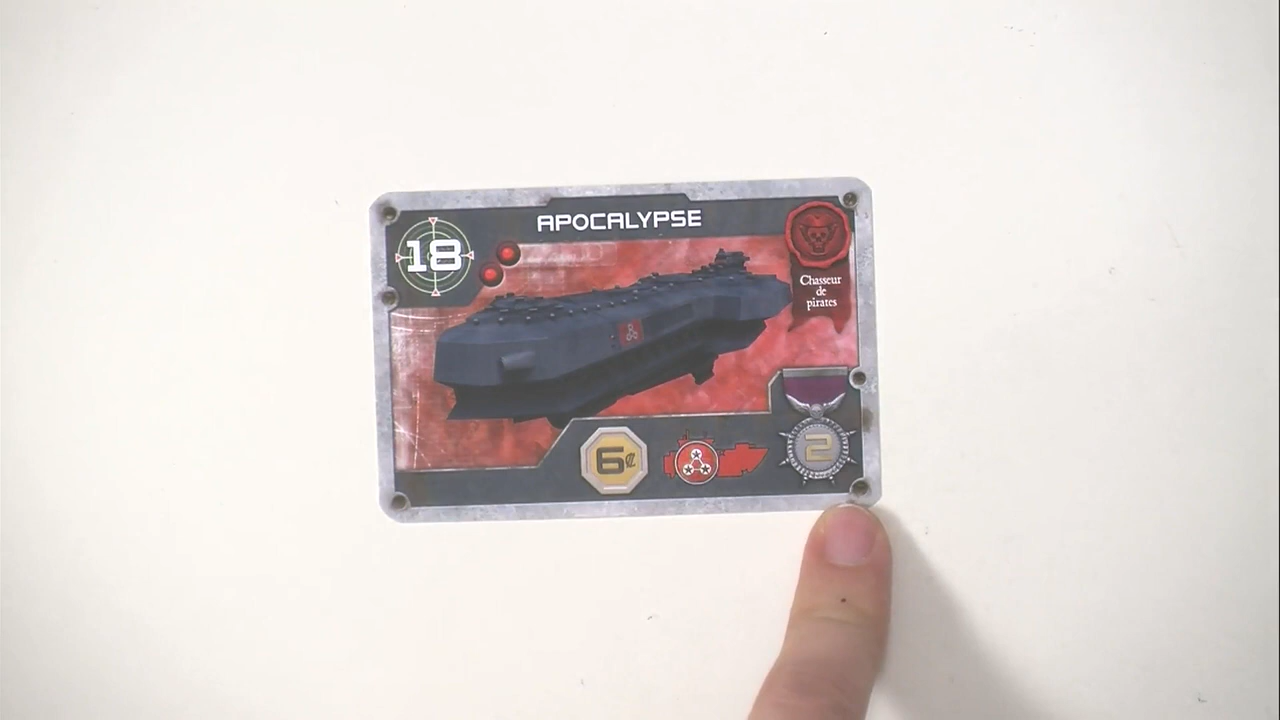 APOCALYPSE
18
Chasseur
de
pirates
6₡
2